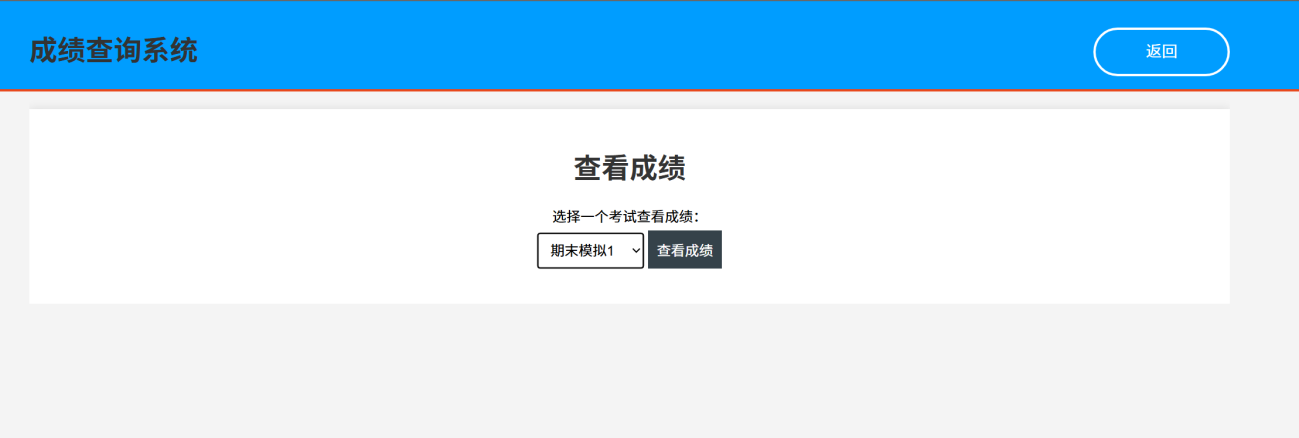 成绩查询系统
返回
查看成绩
选择一个考试查看成绩：
期末模拟1 查看成绩